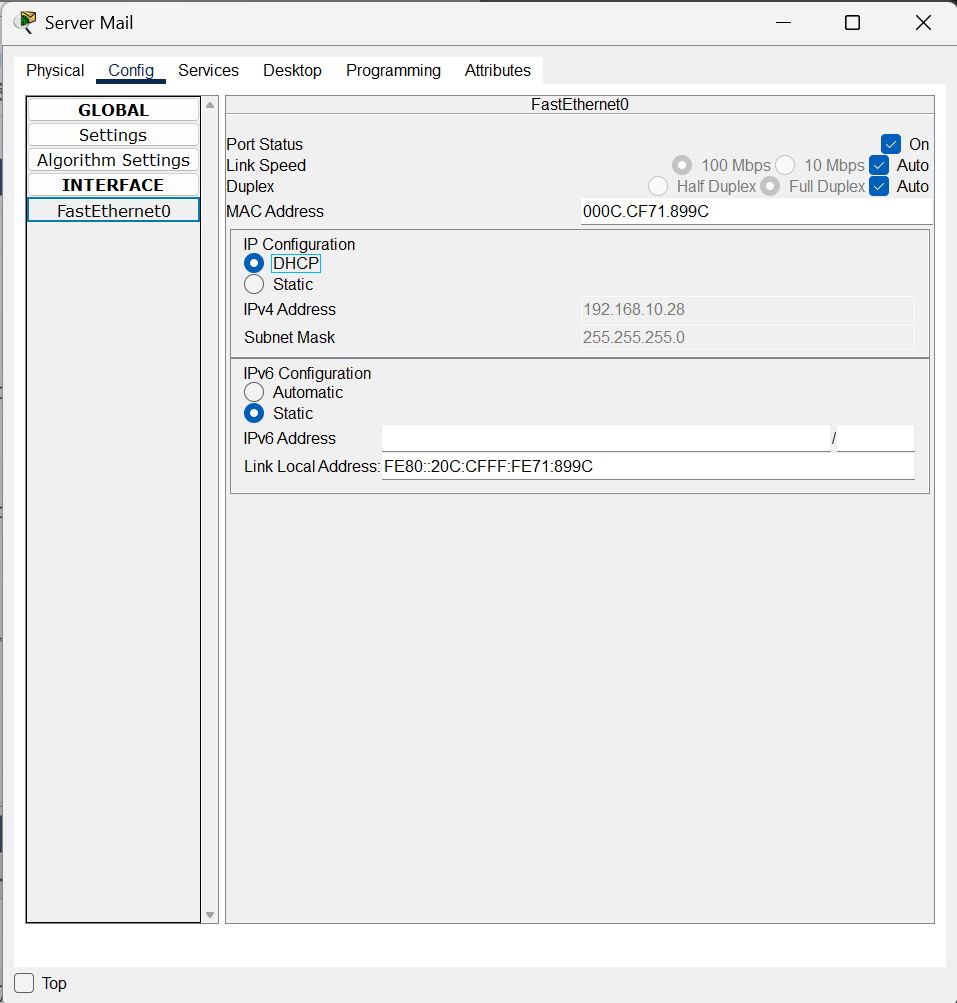 Server Mail
Physical Config Services Desktop Programming Attributes
GLOBAL
Settings
Algorithm Settings
INTERFACE
FastEthernet0
FastEthernet0
Port Status On
Link Speed 100 Mbps 10 Mbps Auto
Duplex Half Duplex Full Duplex Auto
MAC Address 000C.CF71.899C
IP Configuration
DHCP
Static
IPv4 Address 192.168.10.28
Subnet Mask 255.255.255.0
IPv6 Configuration
Automatic
Static
IPv6 Address /
Link Local Address: FE80::20C:CFFF:FE71:899C
Top